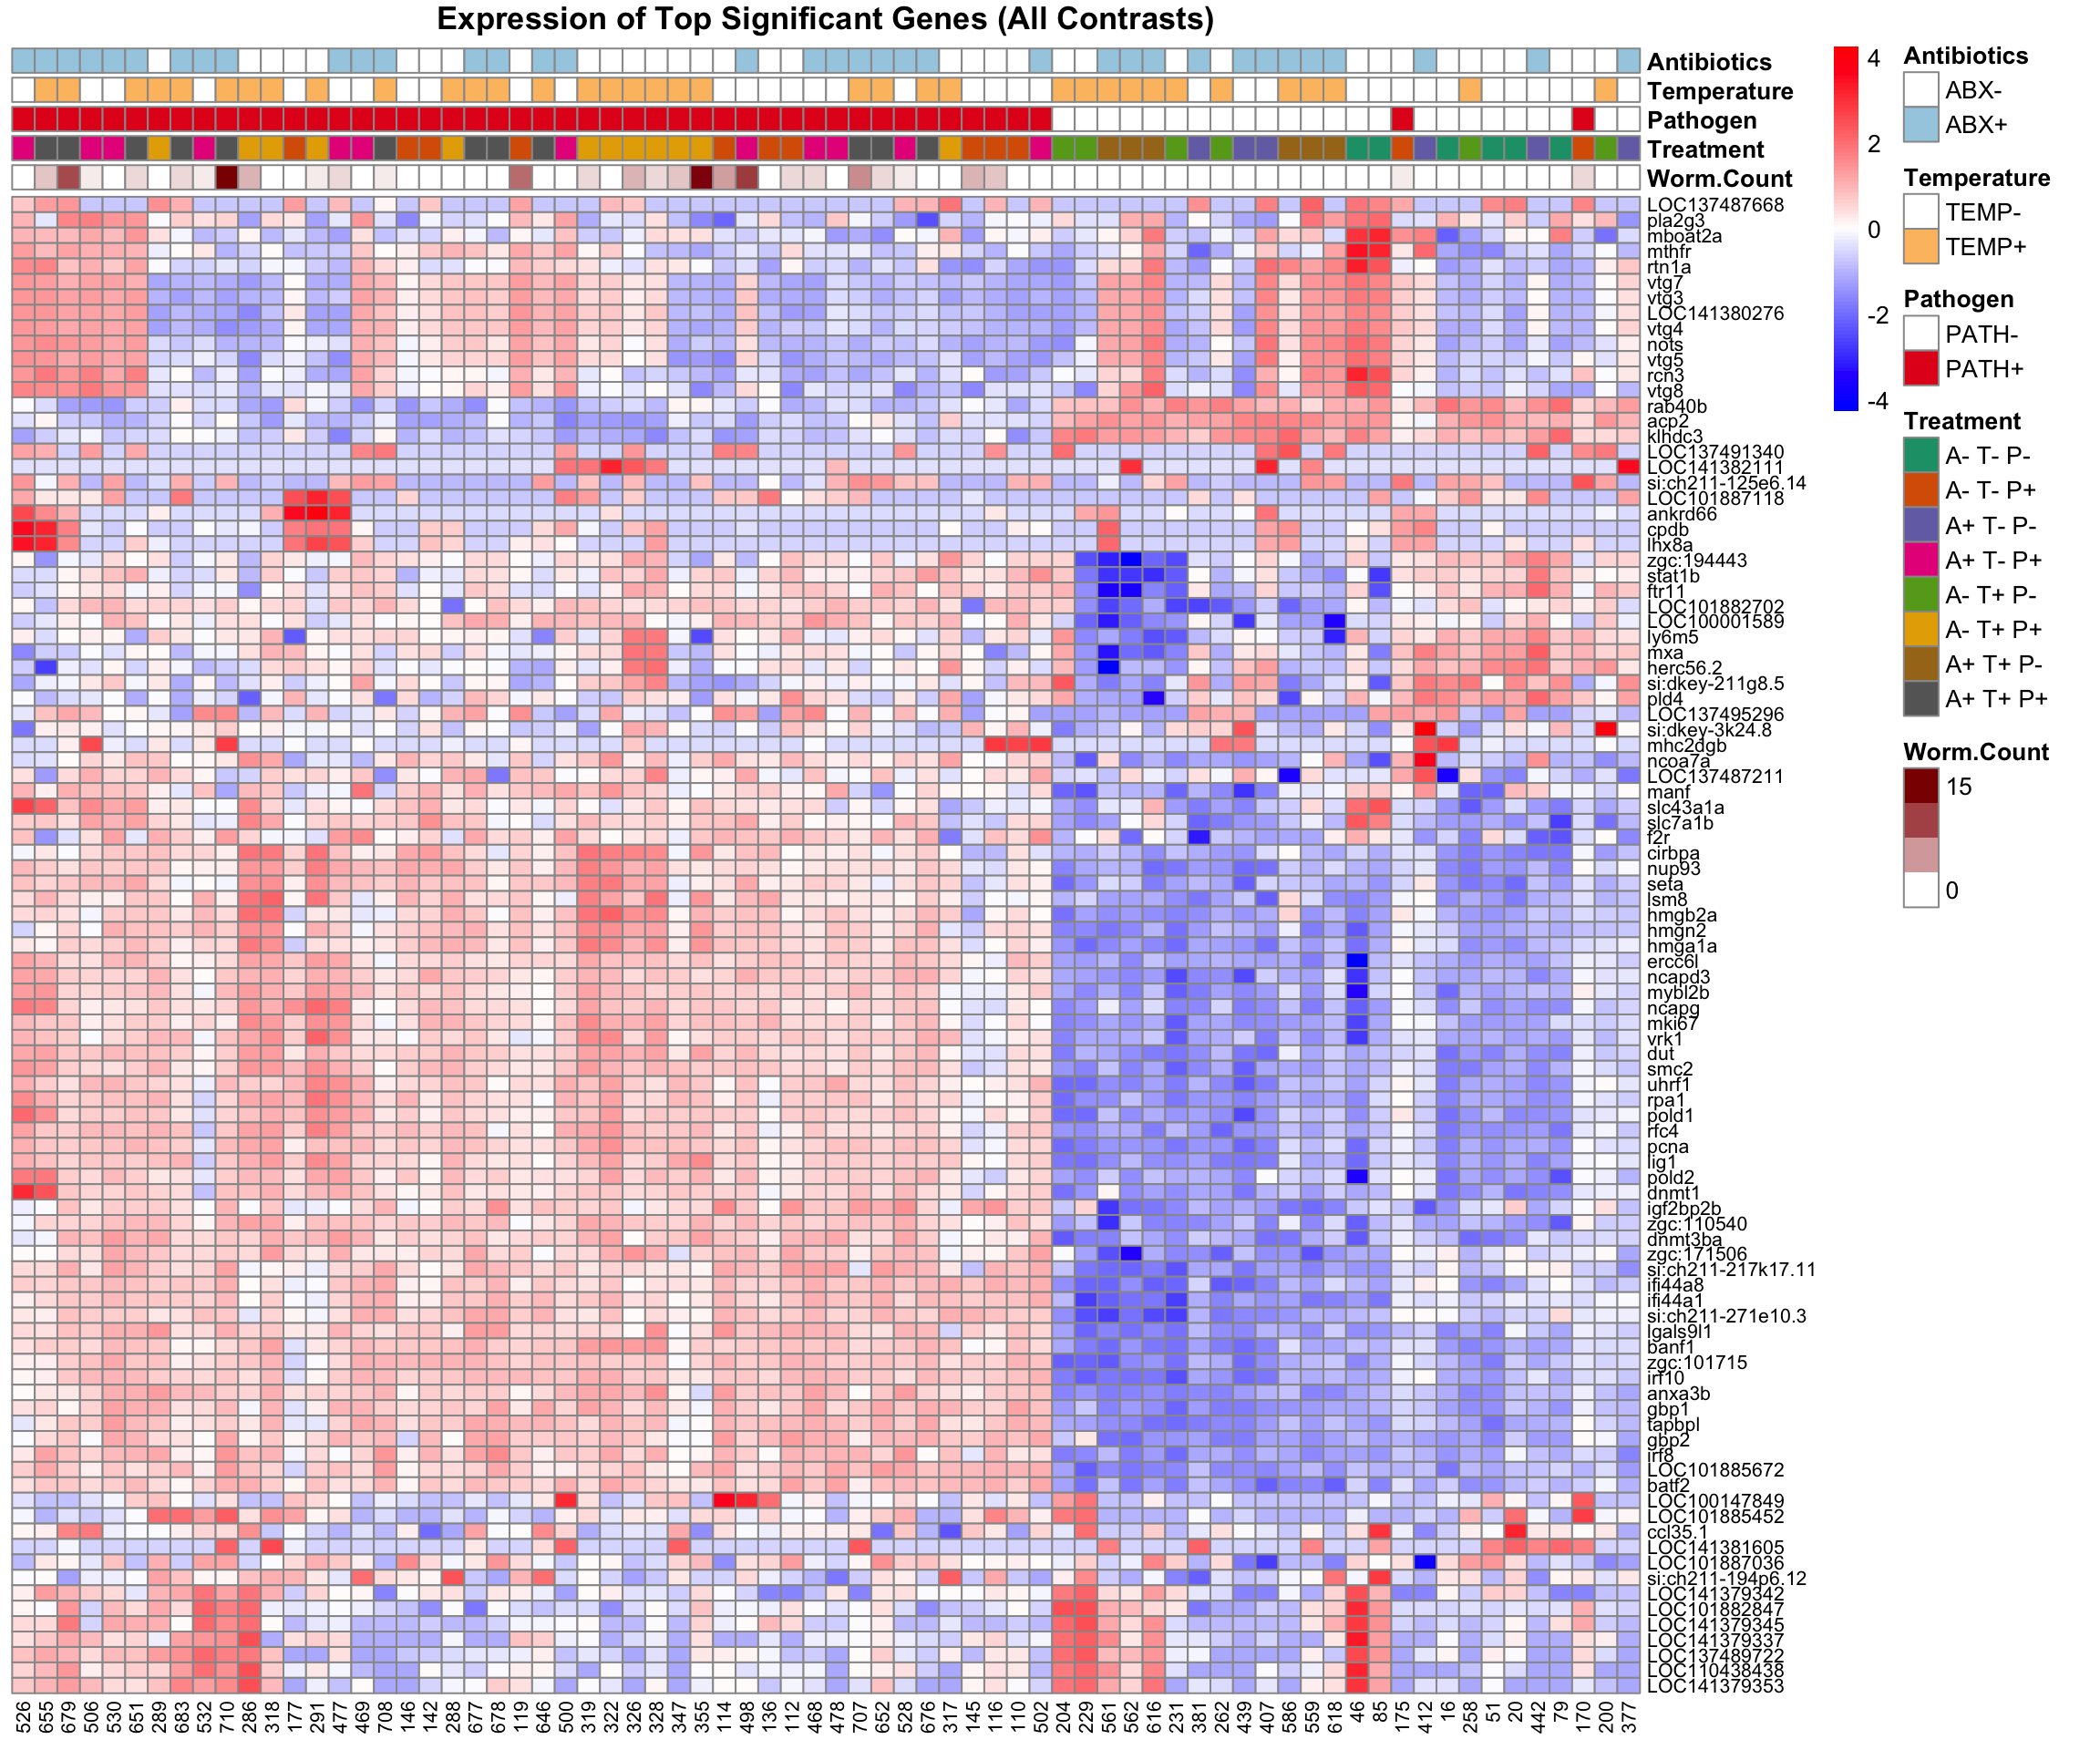 Expression of Top Significant Genes (All Contrasts)
Antibiotics
Temperature
Pathogen
Treatment
Worm.Count
LOC137487668
pla2g3
mboat2a
mthfr
rtn1a
vtg7
vtg3
LOC141380276
vtg4
nots
vtg5
rcn3
vtg8
rab40b
acp2
klhdc3
LOC137491340
LOC141382111
si:ch211-125e6.14
LOC101887118
ankrd66
cpdb
lhx8a
zgc:194443
stat1b
ftr11
LOC101882702
LOC100001589
ly6m5
mxa
herc56.2
si:dkey-211g8.5
pld4
LOC137495296
si:dkey-3k24.8
mhc2dgb
ncoa7a
LOC137487211
manf
slc43a1a
slc7a1b
f2r
cirbpa
nup93
seta
lsm8
hmgb2a
hmgn2
hmga1a
ercc6l
ncapd3
mybl2b
ncapg
mki67
vrk1
dut
smc2
uhrf1
rpa1
pold1
rfc4
pcna
lig1
pold2
dnmt1
igf2bp2b
zgc:110540
dnmt3ba
zgc:171506
si:ch211-217k17.11
ifi44a8
ifi44a1
si:ch211-271e10.3
lgals9l1
banf1
zgc:101715
irf10
anxa3b
gbp1
tapbpl
gbp2
irf8
LOC101885672
batf2
LOC100147849
LOC101885452
ccl35.1
LOC141381605
LOC101887036
si:ch211-194p6.12
LOC141379342
LOC101882847
LOC141379345
LOC141379337
LOC137489722
LOC110438438
LOC141379353
526 655 679 506 530 651 289 683 532 710 286 318 177 291 477 469 708 146 142 288 677 678 119 646 500 319 322 326 328 347 355 114 498 136 112 468 478 707 652 528 676 317 145 116 110 502 204 229 561 562 616 231 381 262 439 407 586 559 618 46 85 175 412 16 258 51 20 442 79 170 200 377
4
2
0
-2
-4
Antibiotics
ABX-
ABX+
Temperature
TEMP-
TEMP+
Pathogen
PATH-
PATH+
Treatment
A- T- P-
A- T- P+
A+ T- P-
A+ T- P+
A- T+ P-
A- T+ P+
A+ T+ P-
A+ T+ P+
Worm.Count
15
0